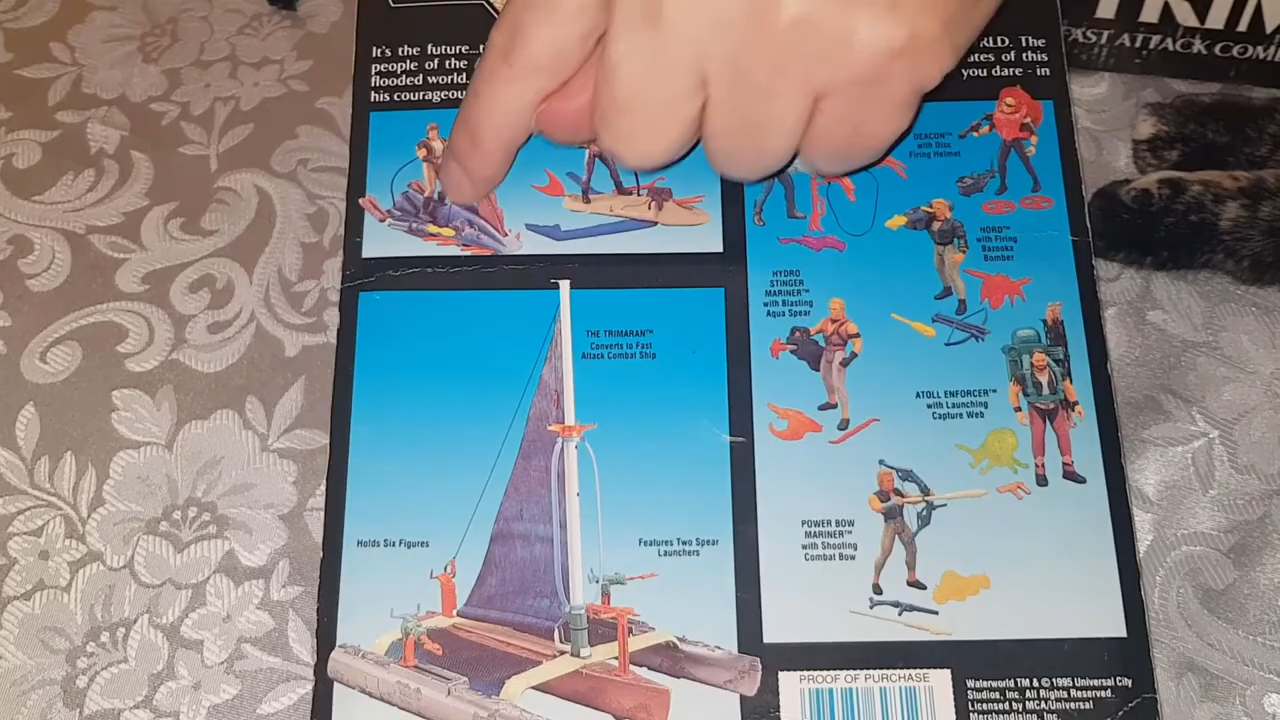 It's the future...
people of the
flooded world.
his courageou
RLD. The
ates of this
you dare - in
TRIM
FAST ATTACK COM
DEACON™
with Disc
Firing Helmet
NORD™
with Firing
Bazooka
Bomber
HYDRO
STINGER
MARINER™
with Blasting
Aqua Spear
ATOLL ENFORCER™
with Launching
Capture Web
POWER BOW
MARINER™
with Shooting
Combat Bow
THE TRIMARAN™
Converts to Fast
Attack Combat Ship
Holds Six Figures
Features Two Spear
Launchers
PROOF OF PURCHASE
Waterworld TM & © 1995 Universal City
Studios, Inc. All Rights Reserved.
Licensed by MCA/Universal
Merchandising, Inc.